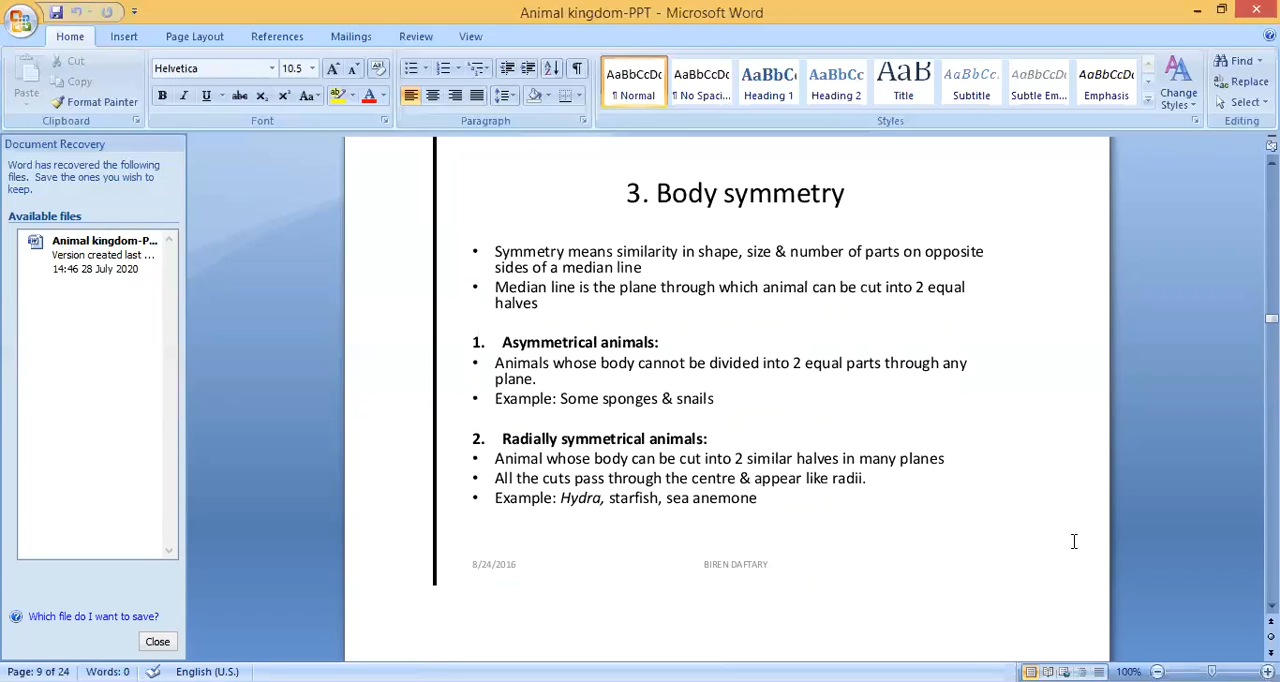 Animal kingdom-PPT - Microsoft Word
Home Insert Page Layout References Mailings Review View
Paste
Cut
Copy
Format Painter
Clipboard
Helvetica 10.5
Font
Paragraph
AaBbCcDc AaBbCcDc AaBbC( AaBbCc AaB AaBbCc. AaBbCcDc AaBbCcDc
¶ Normal ¶ No Spaci... Heading 1 Heading 2 Title Subtitle Subtle Em... Emphasis
Change Styles
Styles
Find
Replace
Select
Editing
Document Recovery
Word has recovered the following
files. Save the ones you wish to
keep.
Available files
Animal kingdom-P...
Version created last ...
14:46 28 July 2020
Which file do I want to save?
Close
3. Body symmetry
• Symmetry means similarity in shape, size & number of parts on opposite
sides of a median line
• Median line is the plane through which animal can be cut into 2 equal
halves
1. Asymmetrical animals:
• Animals whose body cannot be divided into 2 equal parts through any
plane.
• Example: Some sponges & snails
2. Radially symmetrical animals:
• Animal whose body can be cut into 2 similar halves in many planes
• All the cuts pass through the centre & appear like radii.
• Example: Hydra, starfish, sea anemone
8/24/2016 BIREN DAFTARY
Page: 9 of 24 Words: 0 English (U.S.) 100%